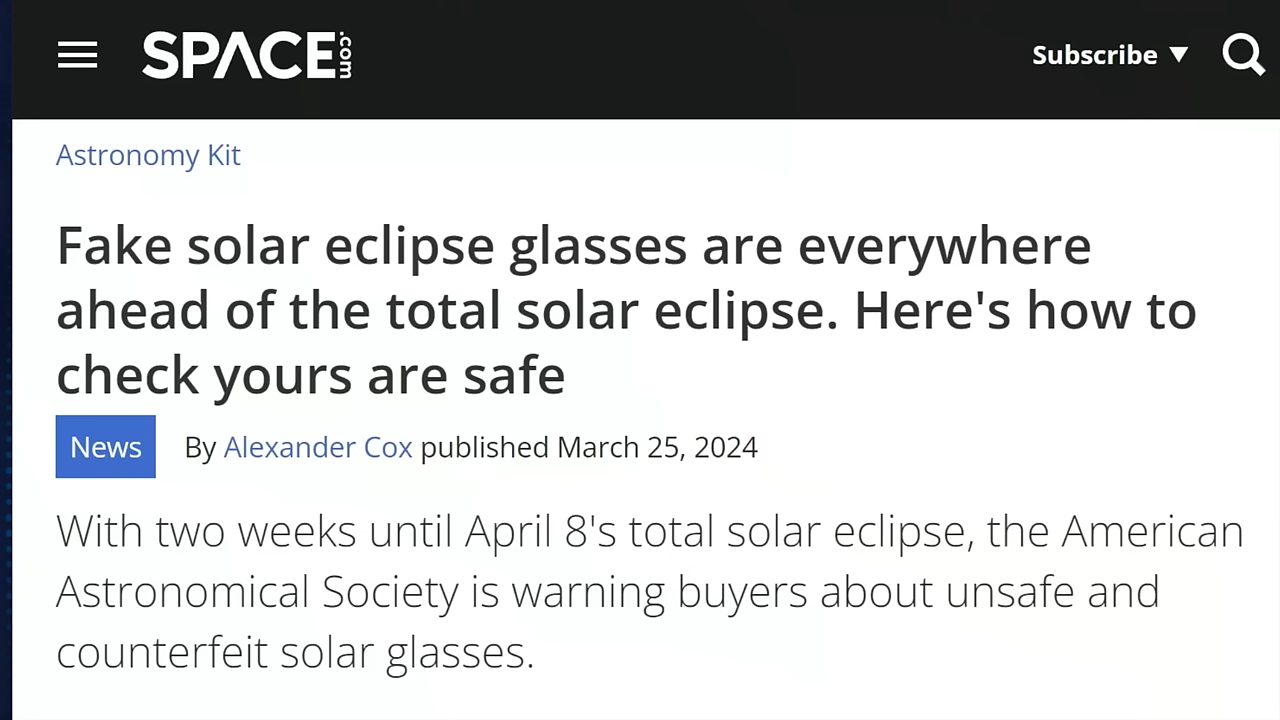 SPACE.com
Subscribe ▼
Astronomy Kit
Fake solar eclipse glasses are everywhere
ahead of the total solar eclipse. Here's how to
check yours are safe
News By Alexander Cox published March 25, 2024
With two weeks until April 8's total solar eclipse, the American
Astronomical Society is warning buyers about unsafe and
counterfeit solar glasses.